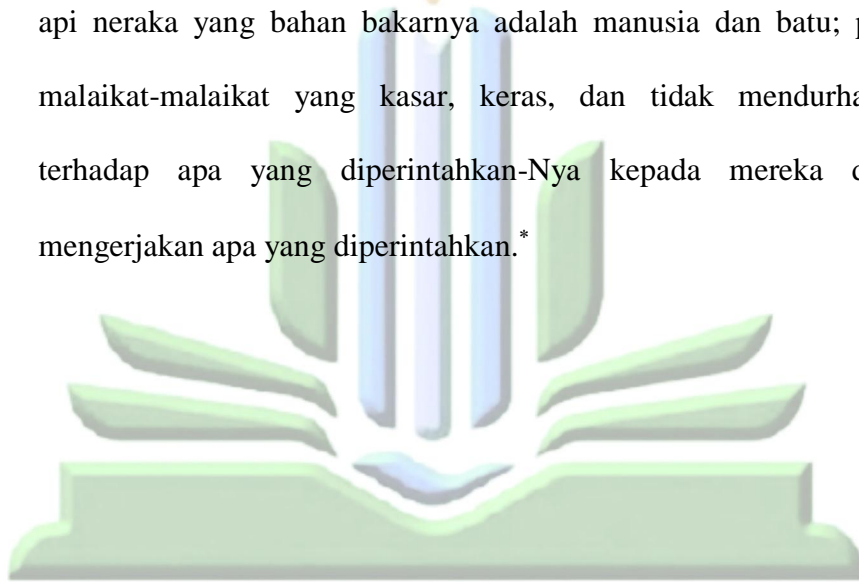 api neraka yang bahan bakarnya adalah manusia dan batu;
malaikat-malaikat yang kasar, keras, dan tidak
terhadap apa yang diperintahkan-Nya kepada mereka
mengerjakan apa yang diperintahkan.*